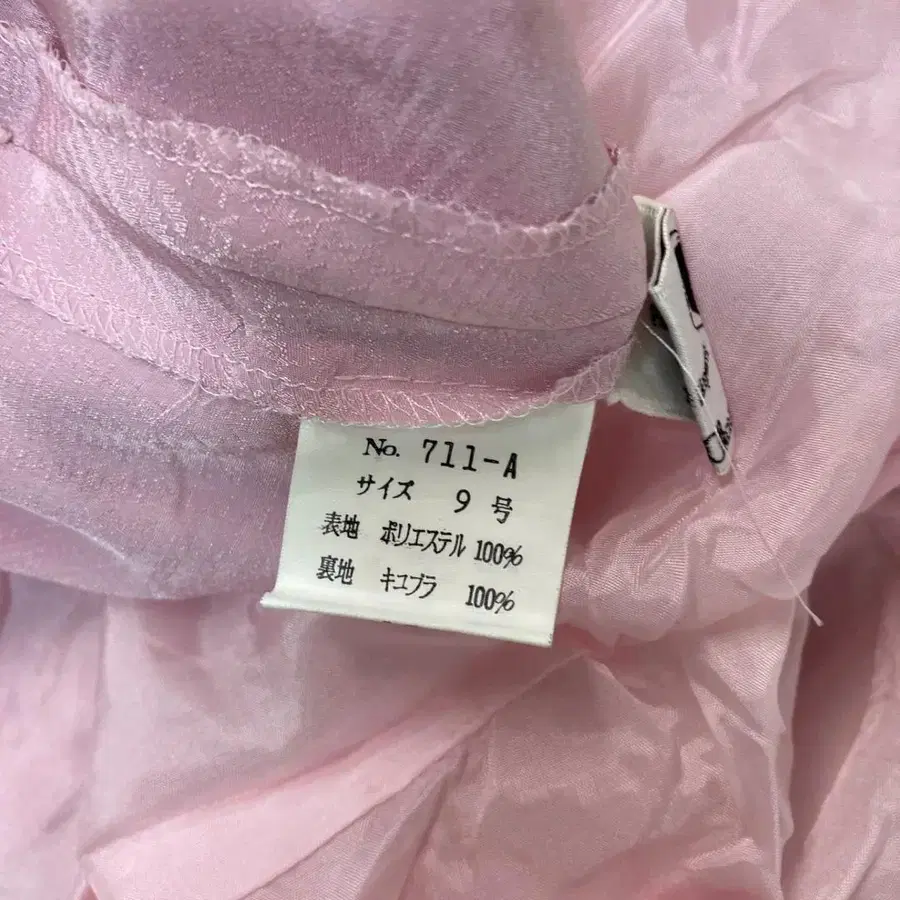 No. 711-A
サイズ 9 号
表地 ポリエステル 100%
裏地 キュプラ 100%